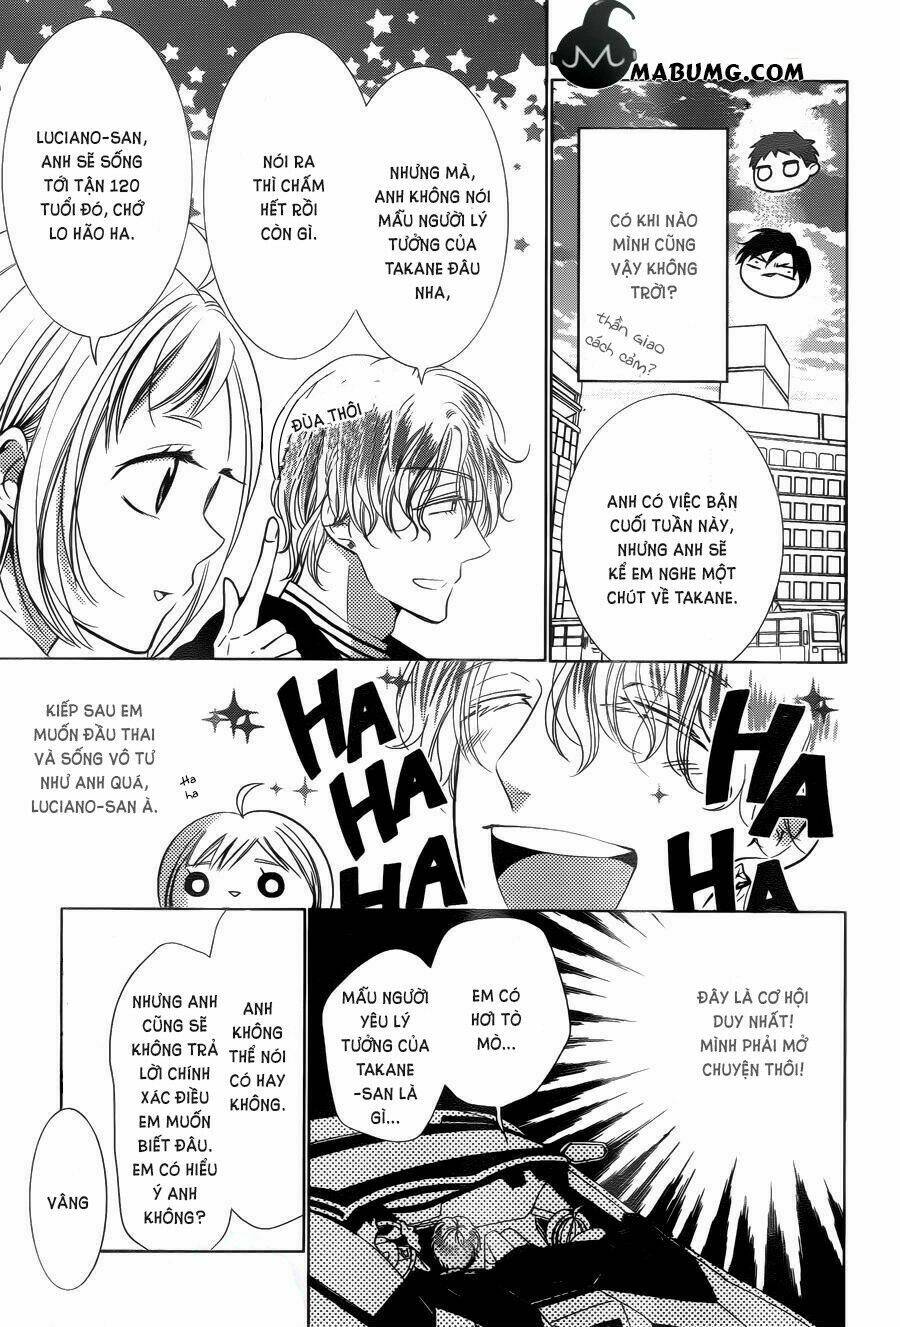 MABUMG.COM
CÓ KHI NÀO
MÌNH CŨNG
VẬY KHÔNG
TRỜI?
thần giao
cách cảm?
ANH CÓ VIỆC BẬN
CUỐI TUẦN NÀY,
NHƯNG ANH SẼ
KỂ EM NGHE MỘT
CHÚT VỀ TAKANE.
NHƯNG MÀ,
ANH KHÔNG NÓI
MẪU NGƯỜI LÝ
TƯỞNG CỦA
TAKANE ĐÂU
NHA,
NÓI RA
THÌ CHẤM
HẾT RỒI
CÒN GÌ.
ĐÙA THÔI
LUCIANO-SAN,
ANH SẼ SỐNG
TỚI TẬN 120
TUỔI ĐÓ, CHỚ
LO HÃO HA.
HA
HA
HA
HA
HA
HA
HA
Ha
ha
KIẾP SAU EM
MUỐN ĐẦU THAI
VÀ SỐNG VÔ TƯ
NHƯ ANH QUÁ,
LUCIANO-SAN À.
ĐÂY LÀ CƠ HỘI
DUY NHẤT!
MÌNH PHẢI MỞ
CHUYỆN THÔI!
EM CÓ
HƠI TÒ
MÒ...
MẪU NGƯỜI
YÊU LÝ
TƯỞNG CỦA
TAKANE
-SAN LÀ
GÌ...
ANH
KHÔNG
THỂ NÓI
CÓ HAY
KHÔNG.
NHƯNG ANH
CŨNG SẼ
KHÔNG TRẢ
LỜI CHÍNH
XÁC ĐIỀU
EM MUỐN
BIẾT ĐÂU.
EM CÓ HIỂU
Ý ANH
KHÔNG?
VÂNG